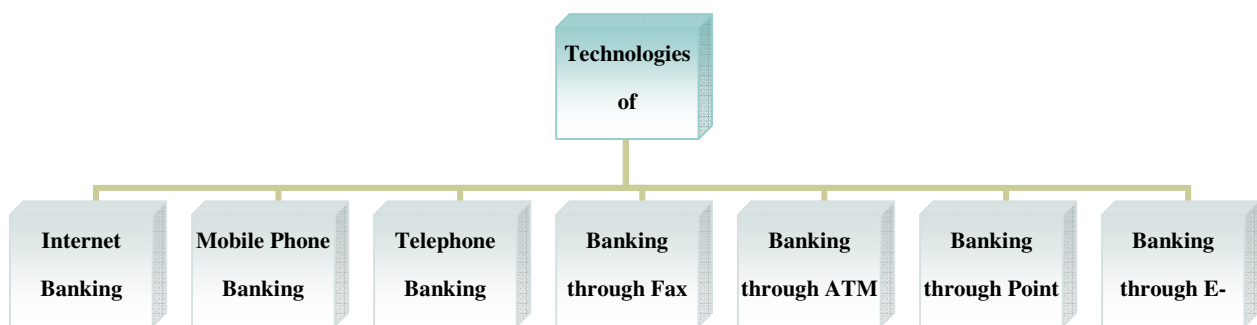 Technologies
of
Internet
Banking
Mobile Phone
Banking
Telephone
Banking
Banking
through Fax
Banking
through ATM
Banking
through Point
Banking
through E-